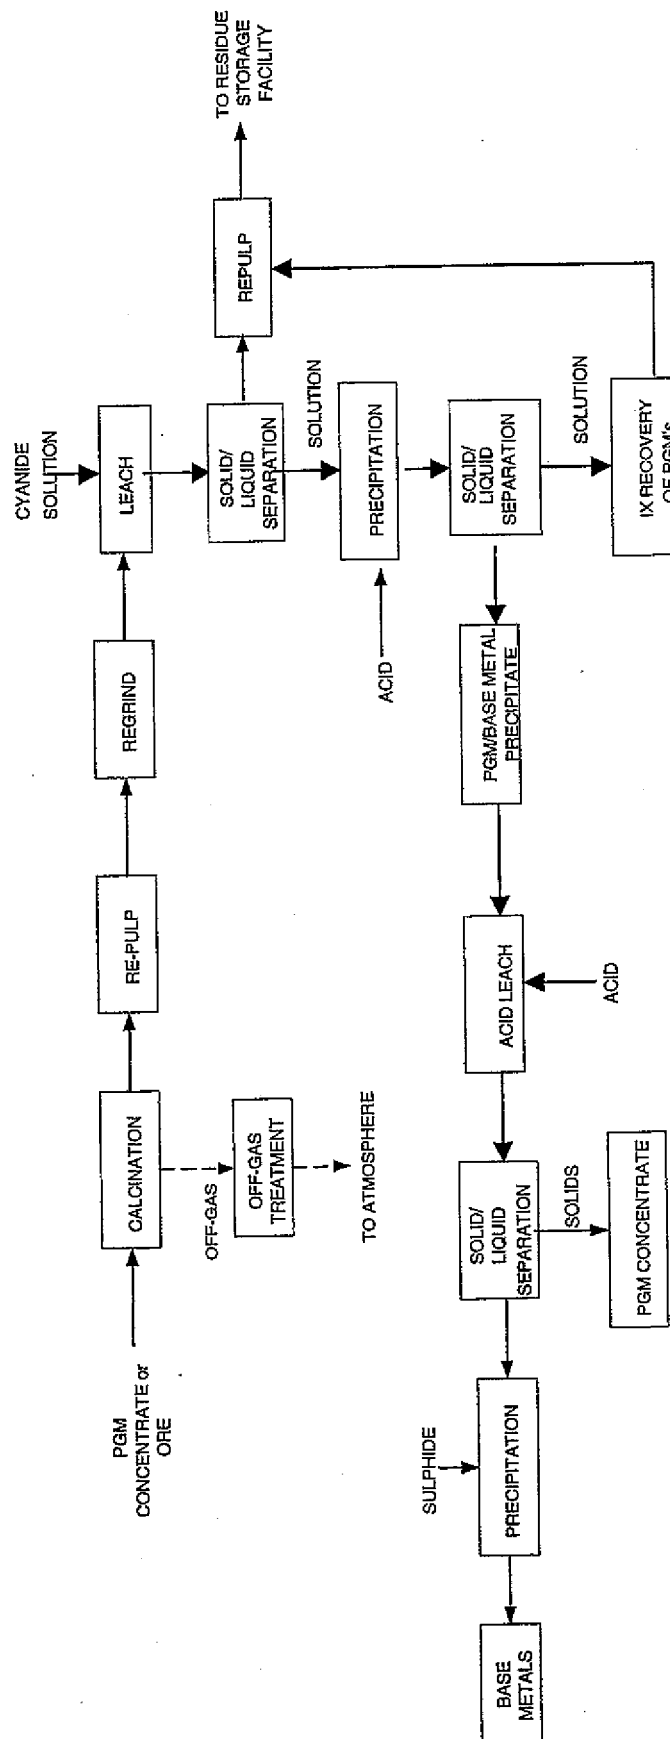 PGM
CONCENTRATE or
ORE
CALCINATION
OFF-GAS
OFF-GAS
TREATMENT
TO ATMOSPHERE
RE-PULP
REGRIND
CYANIDE
SOLUTION
LEACH
SOLID/
LIQUID
SEPARATION
REPULP
TO RESIDUE
STORAGE
FACILITY
SOLUTION
ACID
PRECIPITATION
SOLID/
LIQUID
SEPARATION
SOLUTION
IX RECOVERY
OF PGM's
PGM/BASE METAL
PRECIPITATE
ACID LEACH
ACID
SOLID/
LIQUID
SEPARATION
SOLIDS
PGM CONCENTRATE
SULPHIDE
PRECIPITATION
BASE
METALS